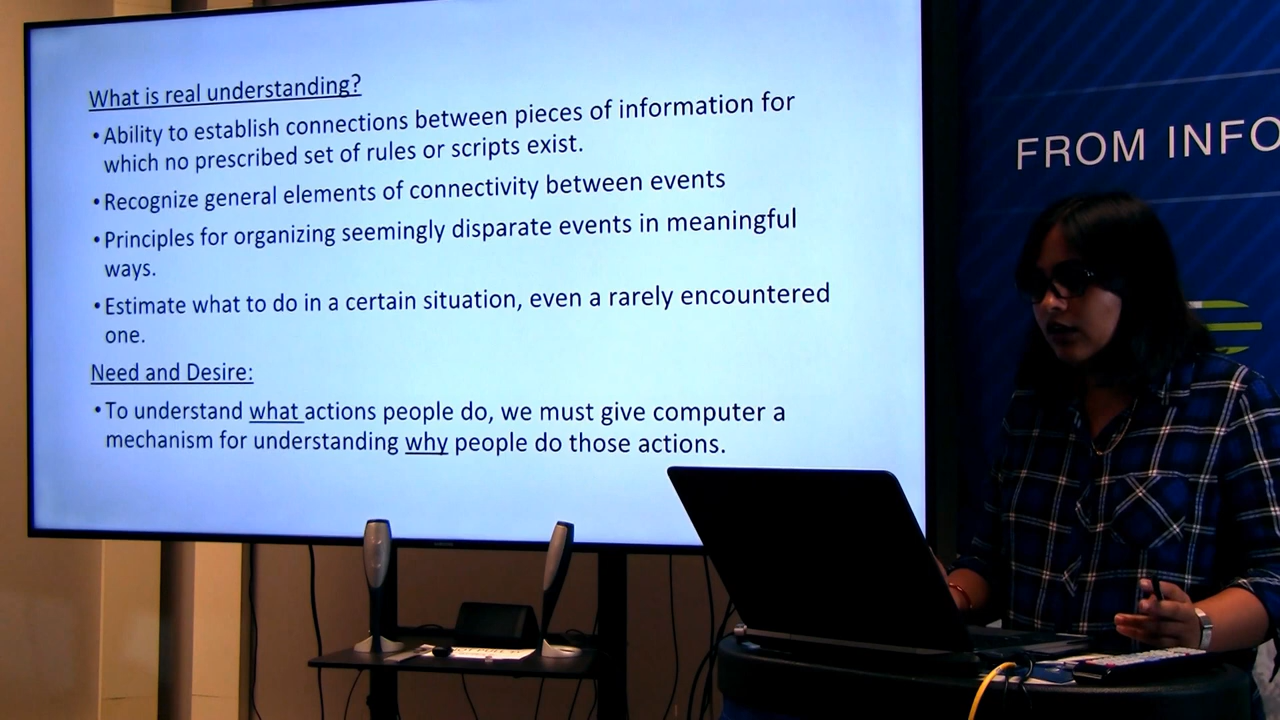 What is real understanding?
•Ability to establish connections between pieces of information for
which no prescribed set of rules or scripts exist.
•Recognize general elements of connectivity between events
•Principles for organizing seemingly disparate events in meaningful
ways.
•Estimate what to do in a certain situation, even a rarely encountered
one.
Need and Desire:
•To understand what actions people do, we must give computer a
mechanism for understanding why people do those actions.
FROM INFO